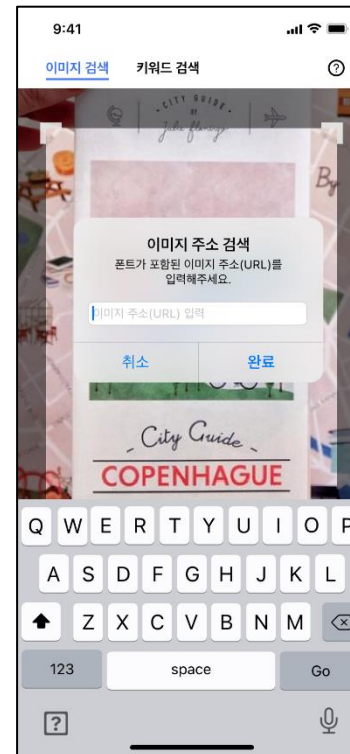 9:41
이미지 검색 키워드 검색 ?
CITY GUIDE
BY
Julie Flamingo
By
이미지 주소 검색
폰트가 포함된 이미지 주소(URL)를
입력해주세요.
이미지 주소(URL) 입력
취소 완료
City Guide
COPENHAGUE
Q W E R T Y U I O P
A S D F G H J K L
Z X C V B N M
123 space Go
?